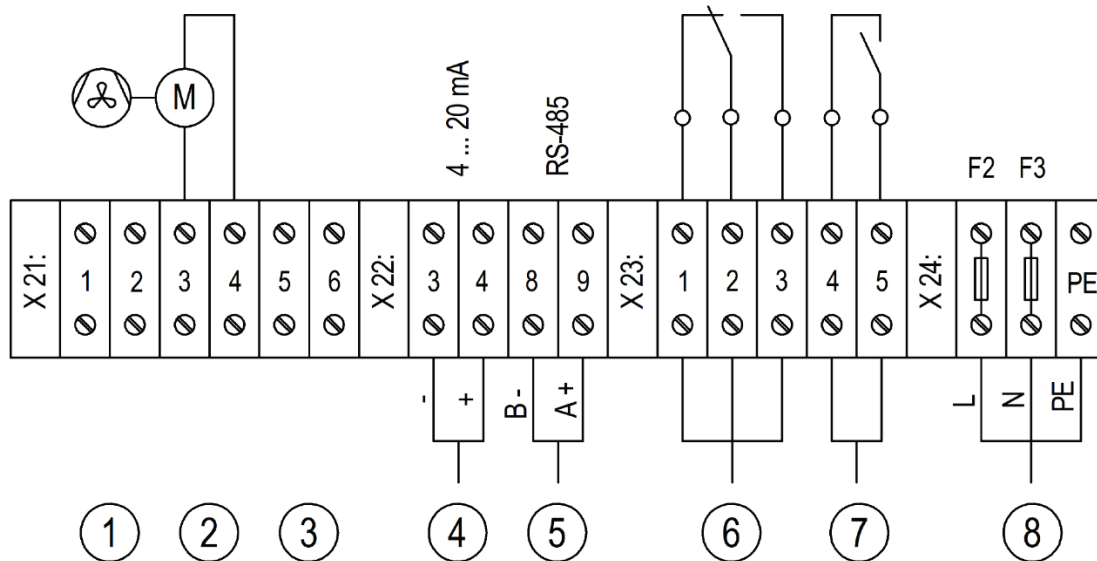 M
4 ... 20 mA
RS-485
F2 F3
X 21: 1 2 3 4 5 6 X 22: 3 4 8 9 X 23: 1 2 3 4 5 X 24: PE
- + B - A + L N PE
1 2 3 4 5 6 7 8